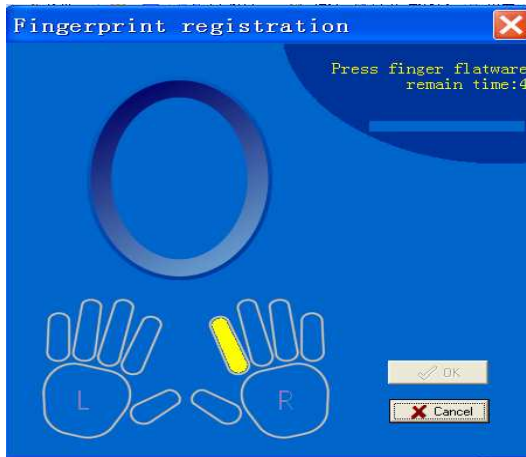 Fingerprint registration
Press finger flatware
remain time:4
L
R
OK
Cancel